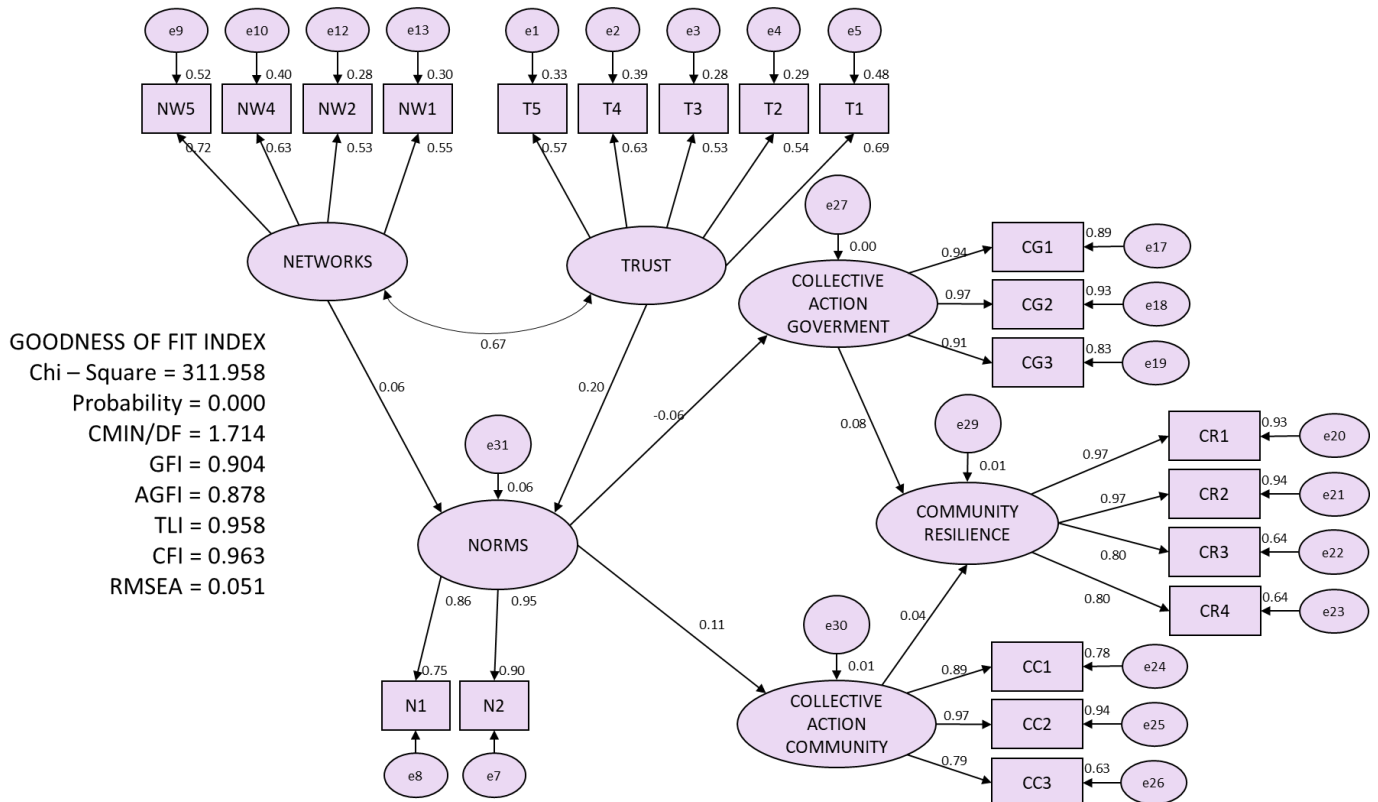 e9
e10
e12
e13
e1
e2
e3
e4
e5
0.52
0.40
0.28
0.30
0.33
0.39
0.28
0.29
0.48
NW5
NW4
NW2
NW1
T5
T4
T3
T2
T1
0.72
0.63
0.53
0.55
0.57
0.63
0.53
0.54
0.69
NETWORKS
TRUST
0.67
e27
0.00
COLLECTIVE
ACTION
GOVERMENT
0.94
0.97
0.91
CG1
CG2
CG3
0.89
0.93
0.83
e17
e18
e19
GOODNESS OF FIT INDEX
Chi – Square = 311.958
Probability = 0.000
CMIN/DF = 1.714
GFI = 0.904
AGFI = 0.878
TLI = 0.958
CFI = 0.963
RMSEA = 0.051
0.06
0.20
-0.06
0.08
e31
0.06
NORMS
0.86
0.95
0.75
0.90
N1
N2
e8
e7
e29
0.01
COMMUNITY
RESILIENCE
0.97
0.97
0.80
0.80
CR1
CR2
CR3
CR4
0.93
0.94
0.64
0.64
e20
e21
e22
e23
0.11
0.04
e30
0.01
COLLECTIVE
ACTION
COMMUNITY
0.89
0.97
0.79
CC1
CC2
CC3
0.78
0.94
0.63
e24
e25
e26